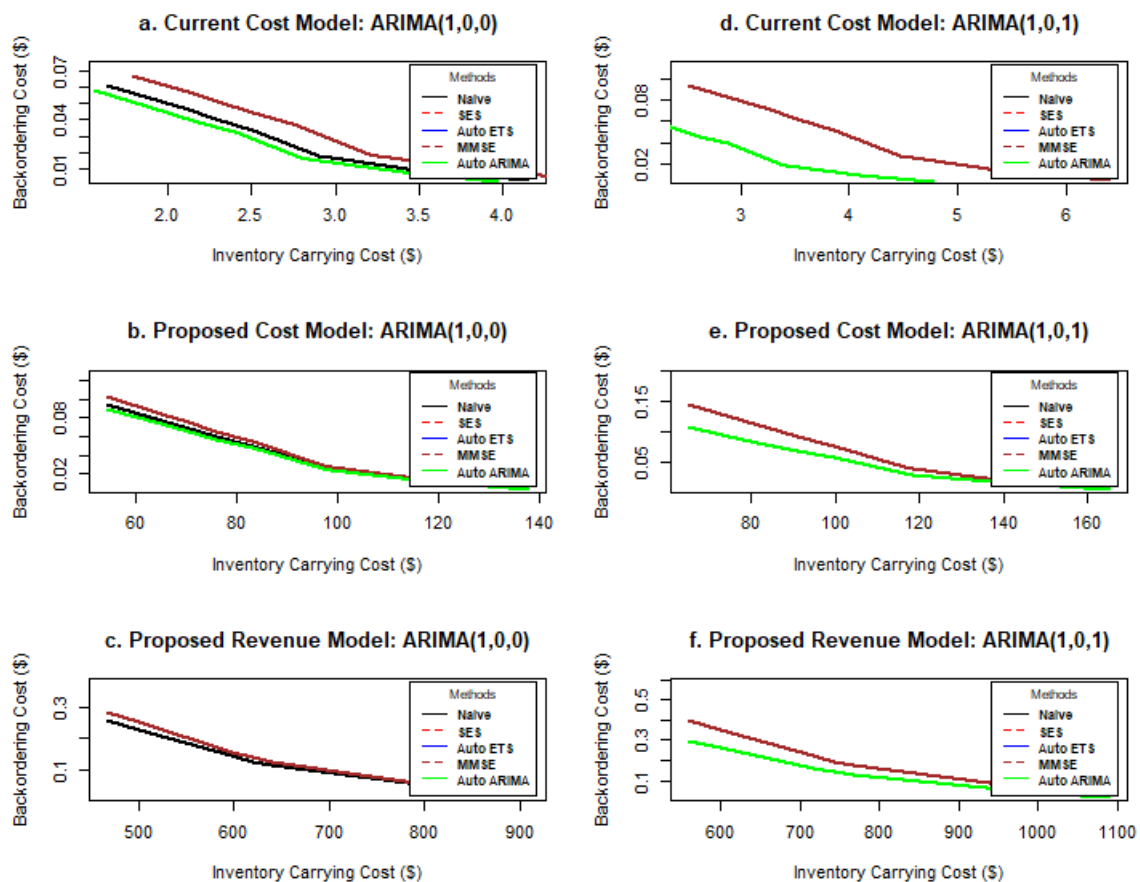 a. Current Cost Model: ARIMA(1,0,0)
Backordering Cost ($)
0.07
0.04
0.01
Methods
Naive
SES
Auto ETS
MMSE
Auto ARIMA
2.0 2.5 3.0 3.5 4.0
Inventory Carrying Cost ($)
d. Current Cost Model: ARIMA(1,0,1)
Backordering Cost ($)
0.08
0.02
Methods
Naive
SES
Auto ETS
MMSE
Auto ARIMA
3 4 5 6
Inventory Carrying Cost ($)
b. Proposed Cost Model: ARIMA(1,0,0)
Backordering Cost ($)
0.08
0.02
Methods
Naive
SES
Auto ETS
MMSE
Auto ARIMA
60 80 100 120 140
Inventory Carrying Cost ($)
e. Proposed Cost Model: ARIMA(1,0,1)
Backordering Cost ($)
0.15
0.05
Methods
Naive
SES
Auto ETS
MMSE
Auto ARIMA
80 100 120 140 160
Inventory Carrying Cost ($)
c. Proposed Revenue Model: ARIMA(1,0,0)
Backordering Cost ($)
0.3
0.1
Methods
Naive
SES
Auto ETS
MMSE
Auto ARIMA
500 600 700 800 900
Inventory Carrying Cost ($)
f. Proposed Revenue Model: ARIMA(1,0,1)
Backordering Cost ($)
0.5
0.3
0.1
Methods
Naive
SES
Auto ETS
MMSE
Auto ARIMA
600 700 800 900 1000 1100
Inventory Carrying Cost ($)